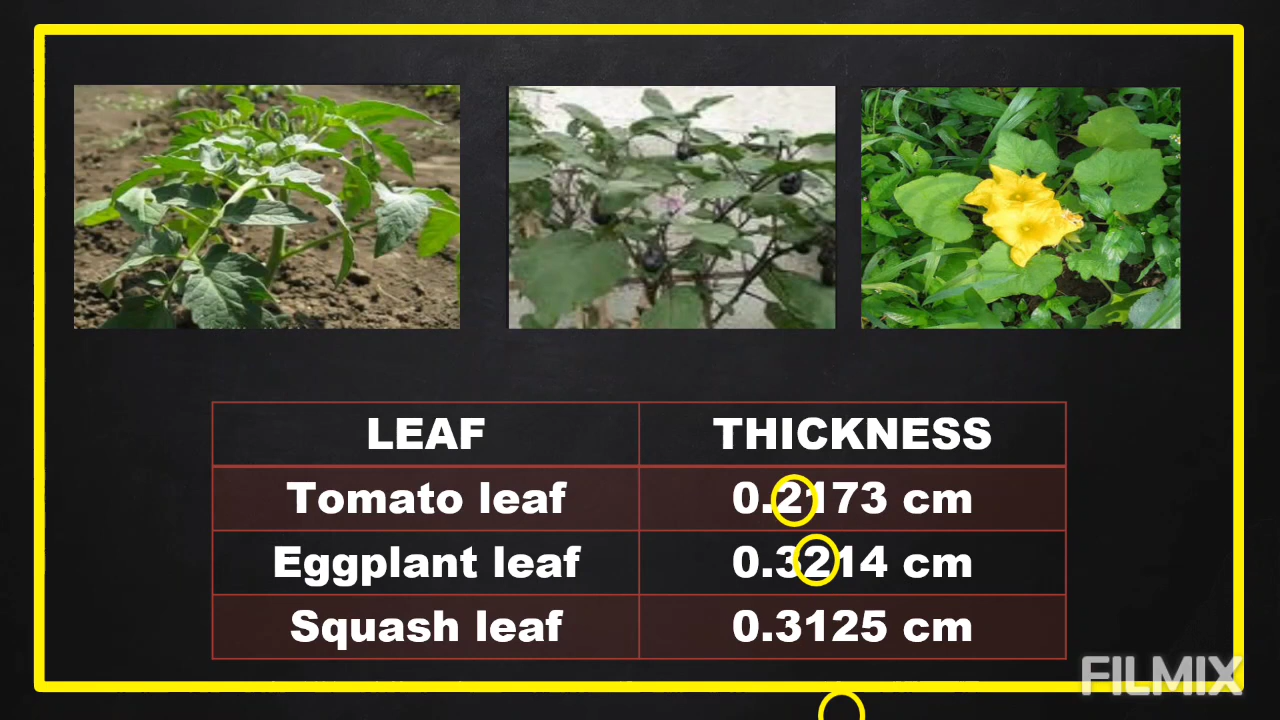 LEAF THICKNESS
Tomato leaf 0.2173 cm
Eggplant leaf 0.3214 cm
Squash leaf 0.3125 cm
FILMIX